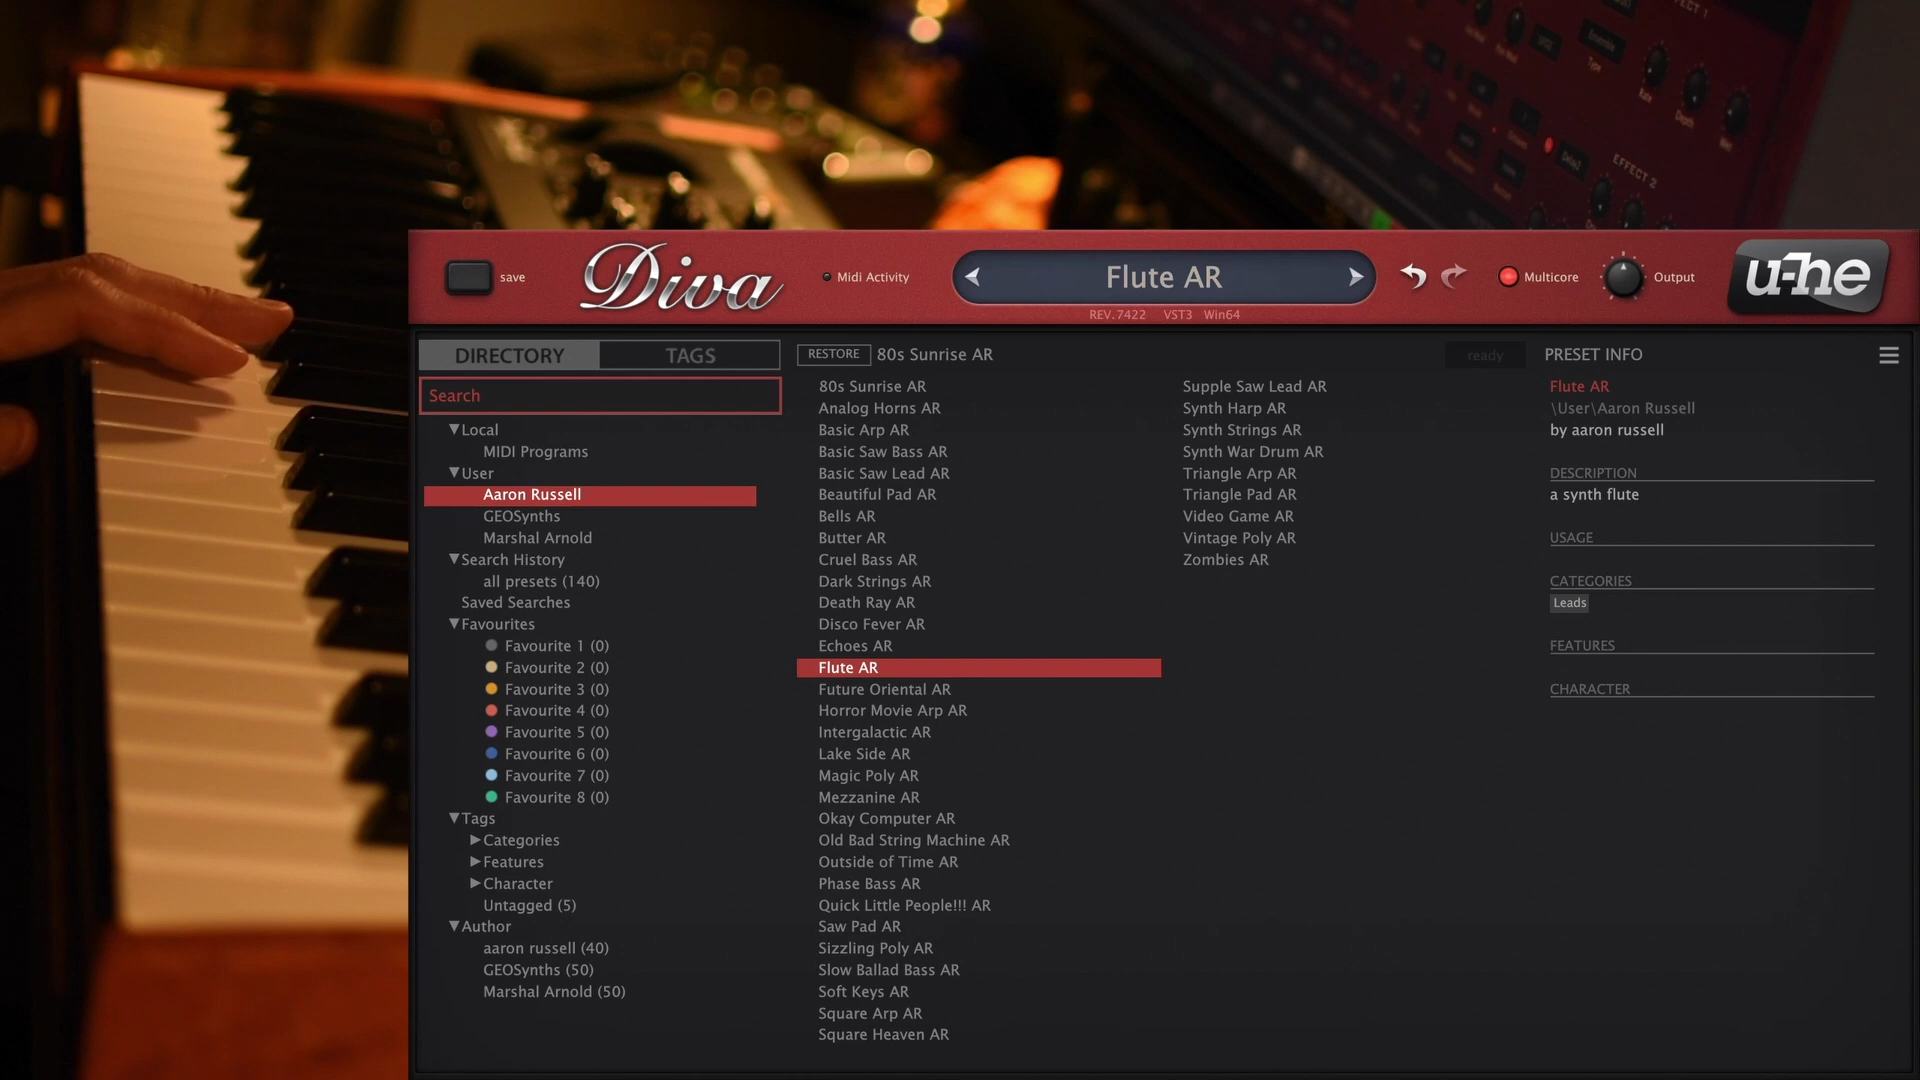 EFFECT 1
Ensemble
Type
Rate
Depth
Wet
Delay2
EFFECT 2
save
Diva
Midi Activity
Flute AR
REV.7422 VST3 Win64
Multicore
Output
u-he
DIRECTORY
TAGS
Search
Local
MIDI Programs
User
Aaron Russell
GEOSynths
Marshal Arnold
Search History
all presets (140)
Saved Searches
Favourites
Favourite 1 (0)
Favourite 2 (0)
Favourite 3 (0)
Favourite 4 (0)
Favourite 5 (0)
Favourite 6 (0)
Favourite 7 (0)
Favourite 8 (0)
Tags
Categories
Features
Character
Untagged (5)
Author
aaron russell (40)
GEOSynths (50)
Marshal Arnold (50)
RESTORE 80s Sunrise AR
ready
80s Sunrise AR
Analog Horns AR
Basic Arp AR
Basic Saw Bass AR
Basic Saw Lead AR
Beautiful Pad AR
Bells AR
Butter AR
Cruel Bass AR
Dark Strings AR
Death Ray AR
Disco Fever AR
Echoes AR
Flute AR
Future Oriental AR
Horror Movie Arp AR
Intergalactic AR
Lake Side AR
Magic Poly AR
Mezzanine AR
Okay Computer AR
Old Bad String Machine AR
Outside of Time AR
Phase Bass AR
Quick Little People!!! AR
Saw Pad AR
Sizzling Poly AR
Slow Ballad Bass AR
Soft Keys AR
Square Arp AR
Square Heaven AR
Supple Saw Lead AR
Synth Harp AR
Synth Strings AR
Synth War Drum AR
Triangle Arp AR
Triangle Pad AR
Video Game AR
Vintage Poly AR
Zombies AR
PRESET INFO
Flute AR
\User\Aaron Russell
by aaron russell
DESCRIPTION
a synth flute
USAGE
CATEGORIES
Leads
FEATURES
CHARACTER